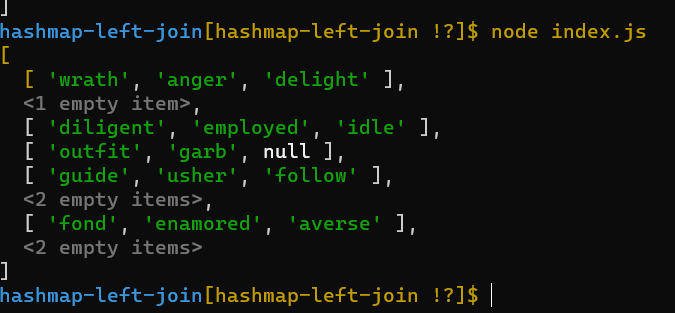 ]
hashmap-left-join[hashmap-left-join !?]$ node index.js
[
  [ 'wrath', 'anger', 'delight' ],
  <1 empty item>,
  [ 'diligent', 'employed', 'idle' ],
  [ 'outfit', 'garb', null ],
  [ 'guide', 'usher', 'follow' ],
  <2 empty items>,
  [ 'fond', 'enamored', 'averse' ],
  <2 empty items>
]
hashmap-left-join[hashmap-left-join !?]$